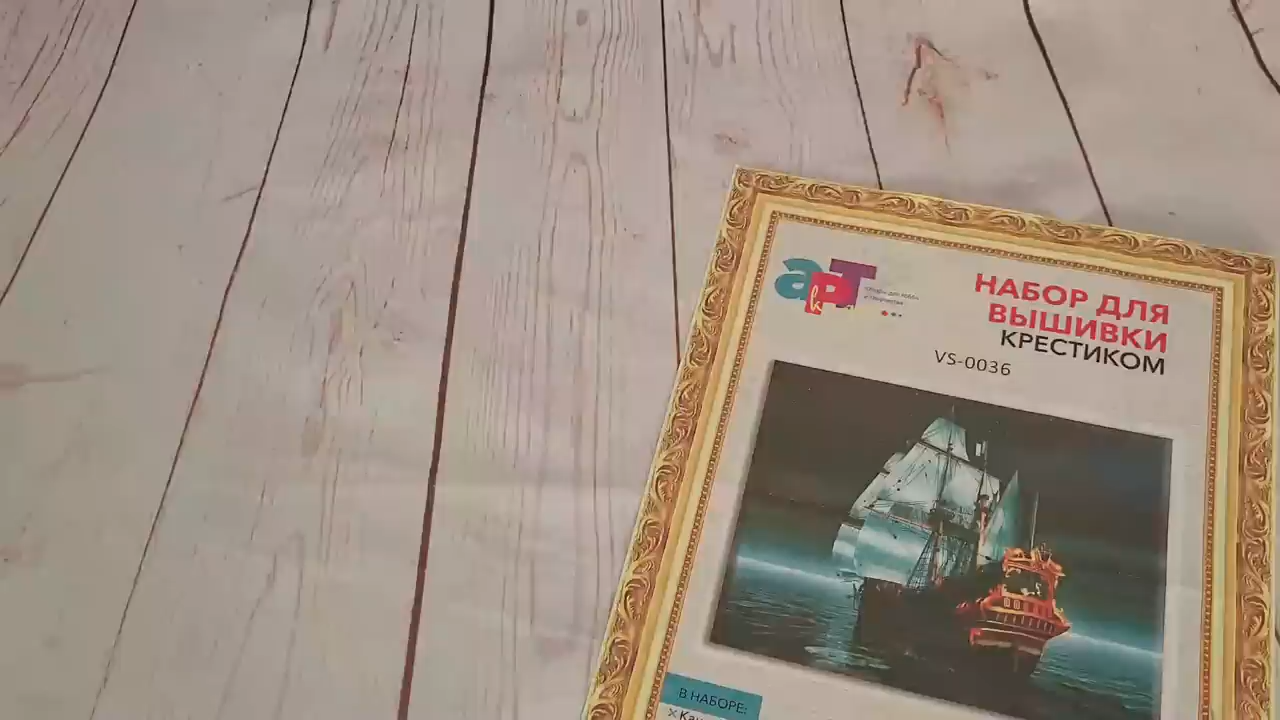 арт
НАБОР ДЛЯ
ВЫШИВКИ
КРЕСТИКОМ
VS-0036
В НАБОРЕ: